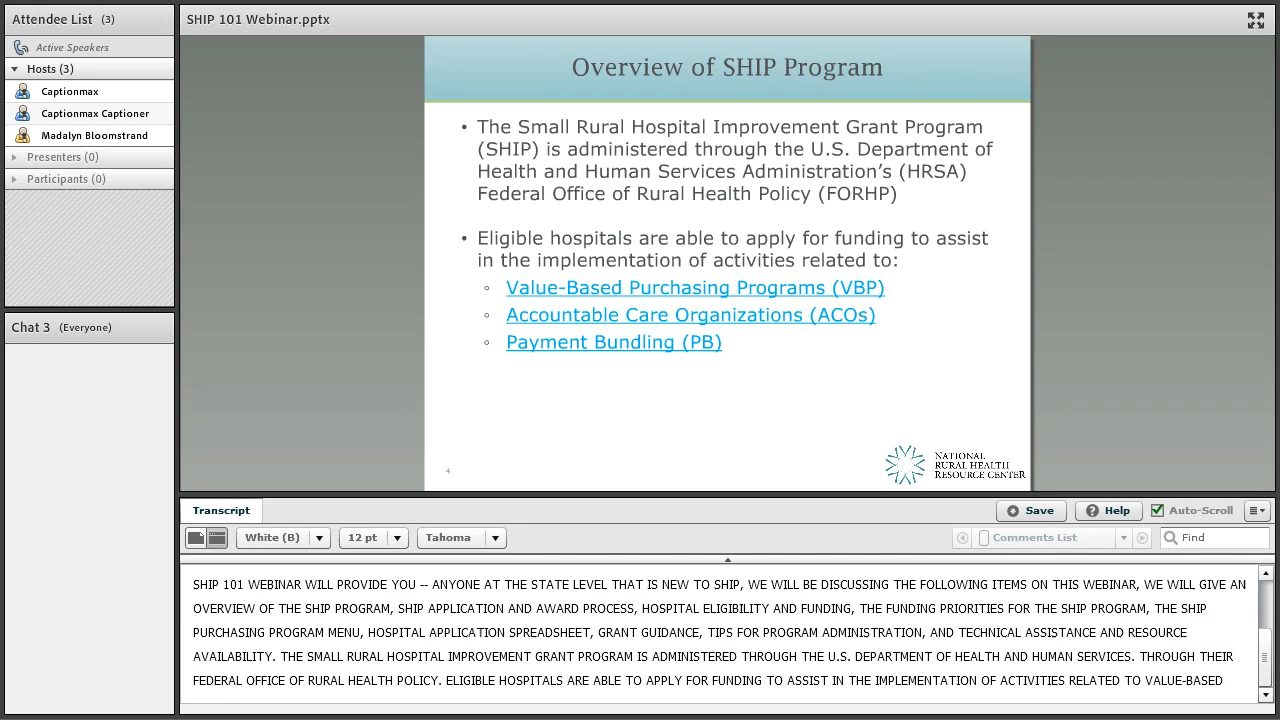 Attendee List (3)
Active Speakers
Hosts (3)
Captionmax
Captionmax Captioner
Madalyn Bloomstrand
Presenters (0)
Participants (0)
Chat 3 (Everyone)
SHIP 101 Webinar.pptx
Overview of SHIP Program
• The Small Rural Hospital Improvement Grant Program
(SHIP) is administered through the U.S. Department of
Health and Human Services Administration's (HRSA)
Federal Office of Rural Health Policy (FORHP)
• Eligible hospitals are able to apply for funding to assist
in the implementation of activities related to:
◦ Value-Based Purchasing Programs (VBP)
◦ Accountable Care Organizations (ACOs)
◦ Payment Bundling (PB)
4
NATIONAL
RURAL HEALTH
RESOURCE CENTER
Transcript
Save
Help
Auto-Scroll
White (B)
12 pt
Tahoma
Comments List
Find
SHIP 101 WEBINAR WILL PROVIDE YOU -- ANYONE AT THE STATE LEVEL THAT IS NEW TO SHIP, WE WILL BE DISCUSSING THE FOLLOWING ITEMS ON THIS WEBINAR, WE WILL GIVE AN
OVERVIEW OF THE SHIP PROGRAM, SHIP APPLICATION AND AWARD PROCESS, HOSPITAL ELIGIBILITY AND FUNDING, THE FUNDING PRIORITIES FOR THE SHIP PROGRAM, THE SHIP
PURCHASING PROGRAM MENU, HOSPITAL APPLICATION SPREADSHEET, GRANT GUIDANCE, TIPS FOR PROGRAM ADMINISTRATION, AND TECHNICAL ASSISTANCE AND RESOURCE
AVAILABILITY. THE SMALL RURAL HOSPITAL IMPROVEMENT GRANT PROGRAM IS ADMINISTERED THROUGH THE U.S. DEPARTMENT OF HEALTH AND HUMAN SERVICES. THROUGH THEIR
FEDERAL OFFICE OF RURAL HEALTH POLICY. ELIGIBLE HOSPITALS ARE ABLE TO APPLY FOR FUNDING TO ASSIST IN THE IMPLEMENTATION OF ACTIVITIES RELATED TO VALUE-BASED